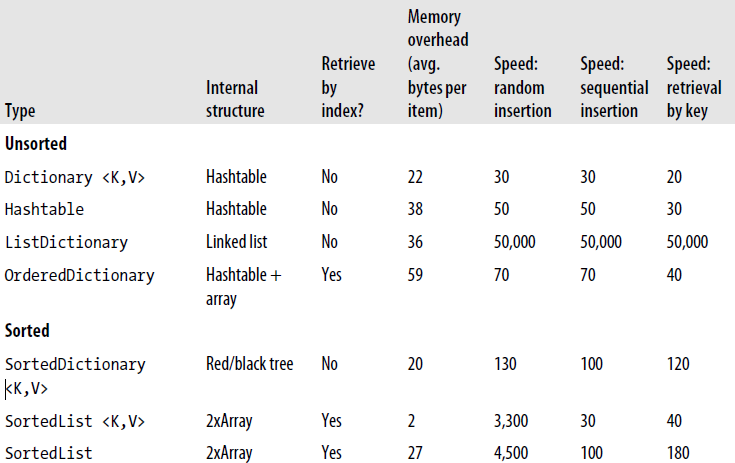 Type Internal structure Retrieve by index? Memory overhead (avg. bytes per item) Speed: random insertion Speed: sequential insertion Speed: retrieval by key
Unsorted
Dictionary <K,V> Hashtable No 22 30 30 20
Hashtable Hashtable No 38 50 50 30
ListDictionary Linked list No 36 50,000 50,000 50,000
OrderedDictionary Hashtable + array Yes 59 70 70 40
Sorted
SortedDictionary <K,V> Red/black tree No 20 130 100 120
SortedList <K,V> 2xArray Yes 2 3,300 30 40
SortedList 2xArray Yes 27 4,500 100 180